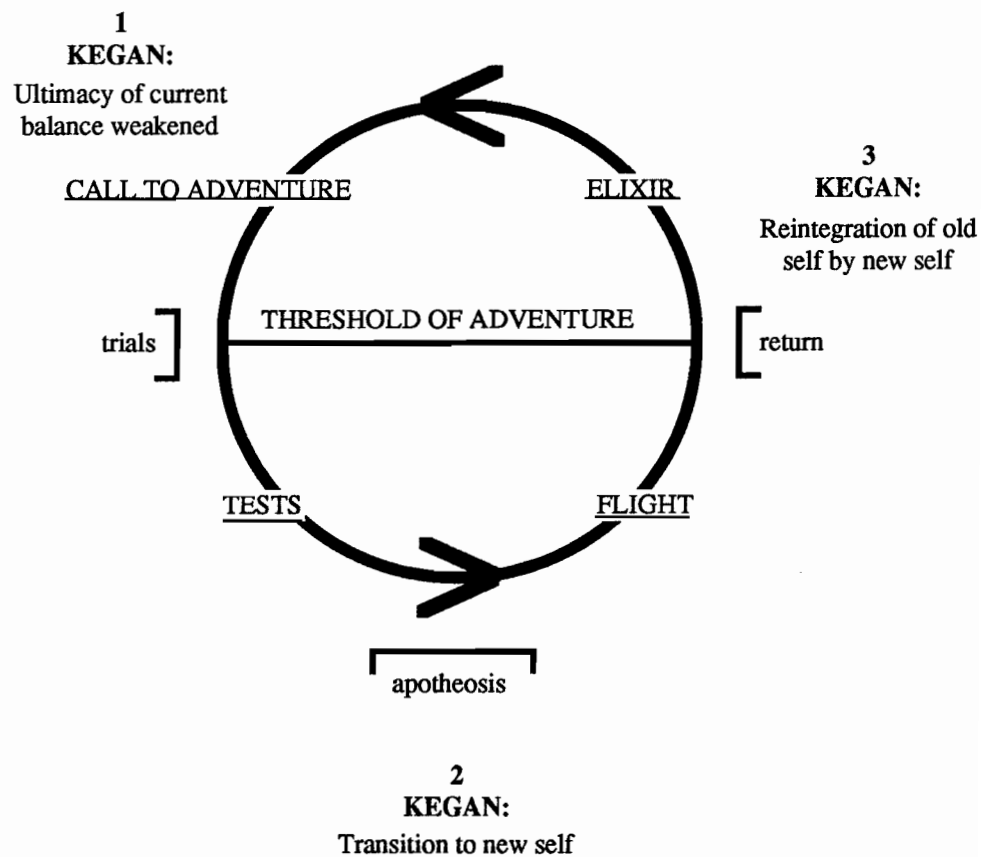 1
KEGAN:
Ultimacy of current
balance weakened
CALL TO ADVENTURE
ELIXIR
3
KEGAN:
Reintegration of old
self by new self
trials
THRESHOLD OF ADVENTURE
return
TESTS
FLIGHT
apotheosis
2
KEGAN:
Transition to new self